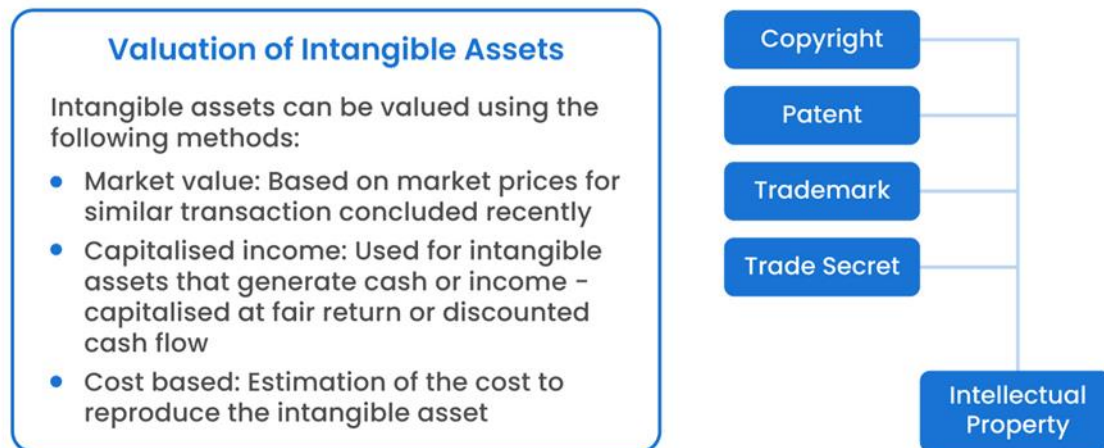 Valuation of Intangible Assets
Intangible assets can be valued using the
following methods:
• Market value: Based on market prices for
similar transaction concluded recently
• Capitalised income: Used for intangible
assets that generate cash or income -
capitalised at fair return or discounted
cash flow
• Cost based: Estimation of the cost to
reproduce the intangible asset
Copyright
Patent
Trademark
Trade Secret
Intellectual
Property